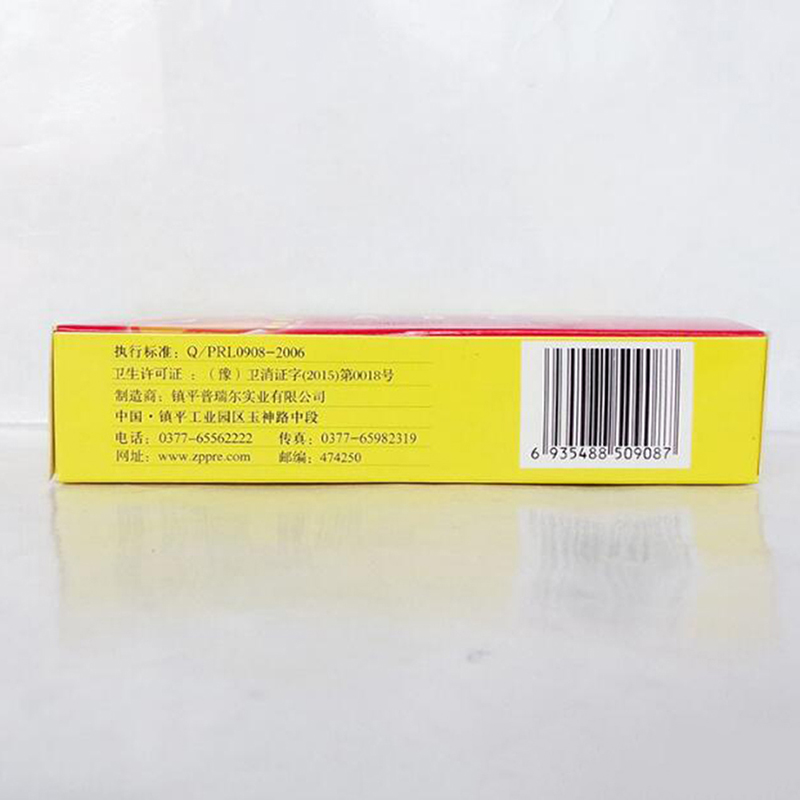 执行标准：Q/PRL0908-2006
卫生许可证：（豫）卫消证字(2015)第0018号
制造商：镇平普瑞尔实业有限公司
中国·镇平工业园区玉神路中段
电话：0377-65562222 传真：0377-65982319
网址：www.zppre.com 邮编：474250
6 935488 509087